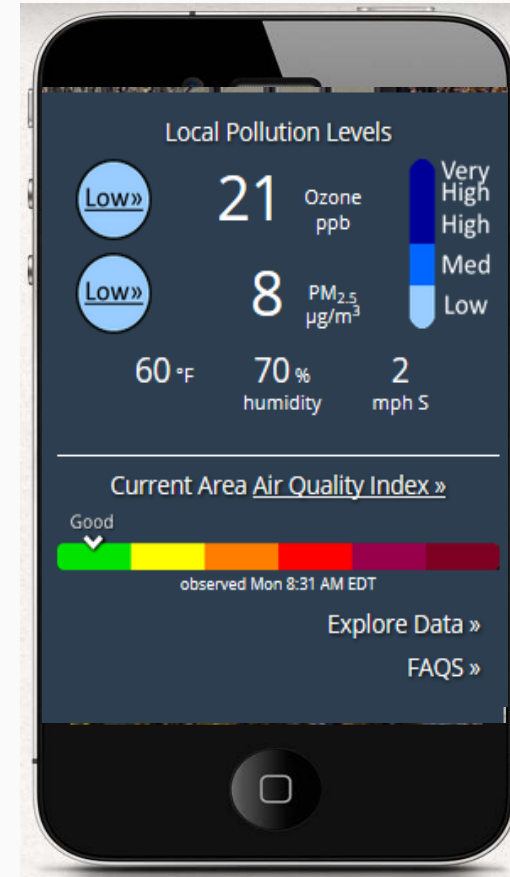 Local Pollution Levels
Low» 21 Ozone ppb
Low» 8 PM2.5 µg/m³
Very High
High
Med
Low
60 °F 70 % humidity 2 mph S
Current Area Air Quality Index »
Good
observed Mon 8:31 AM EDT
Explore Data »
FAQS »